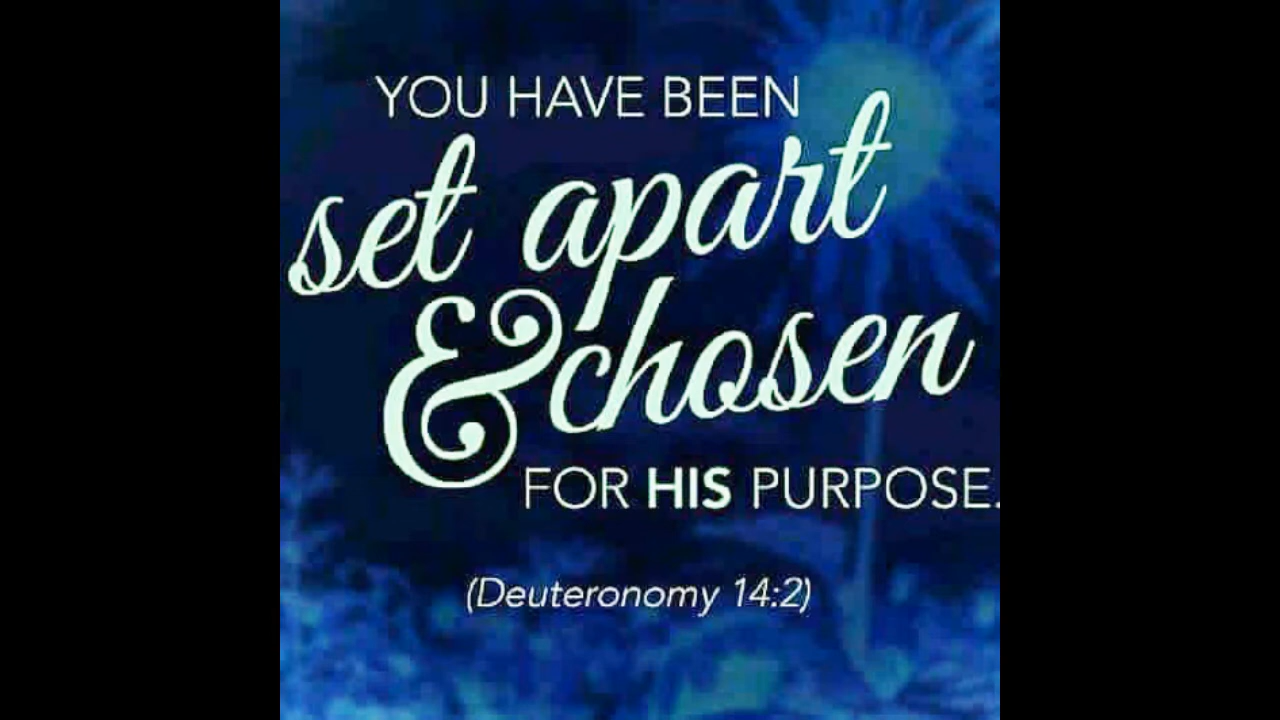 YOU HAVE BEEN
set apart
& chosen
FOR HIS PURPOSE.
(Deuteronomy 14:2)